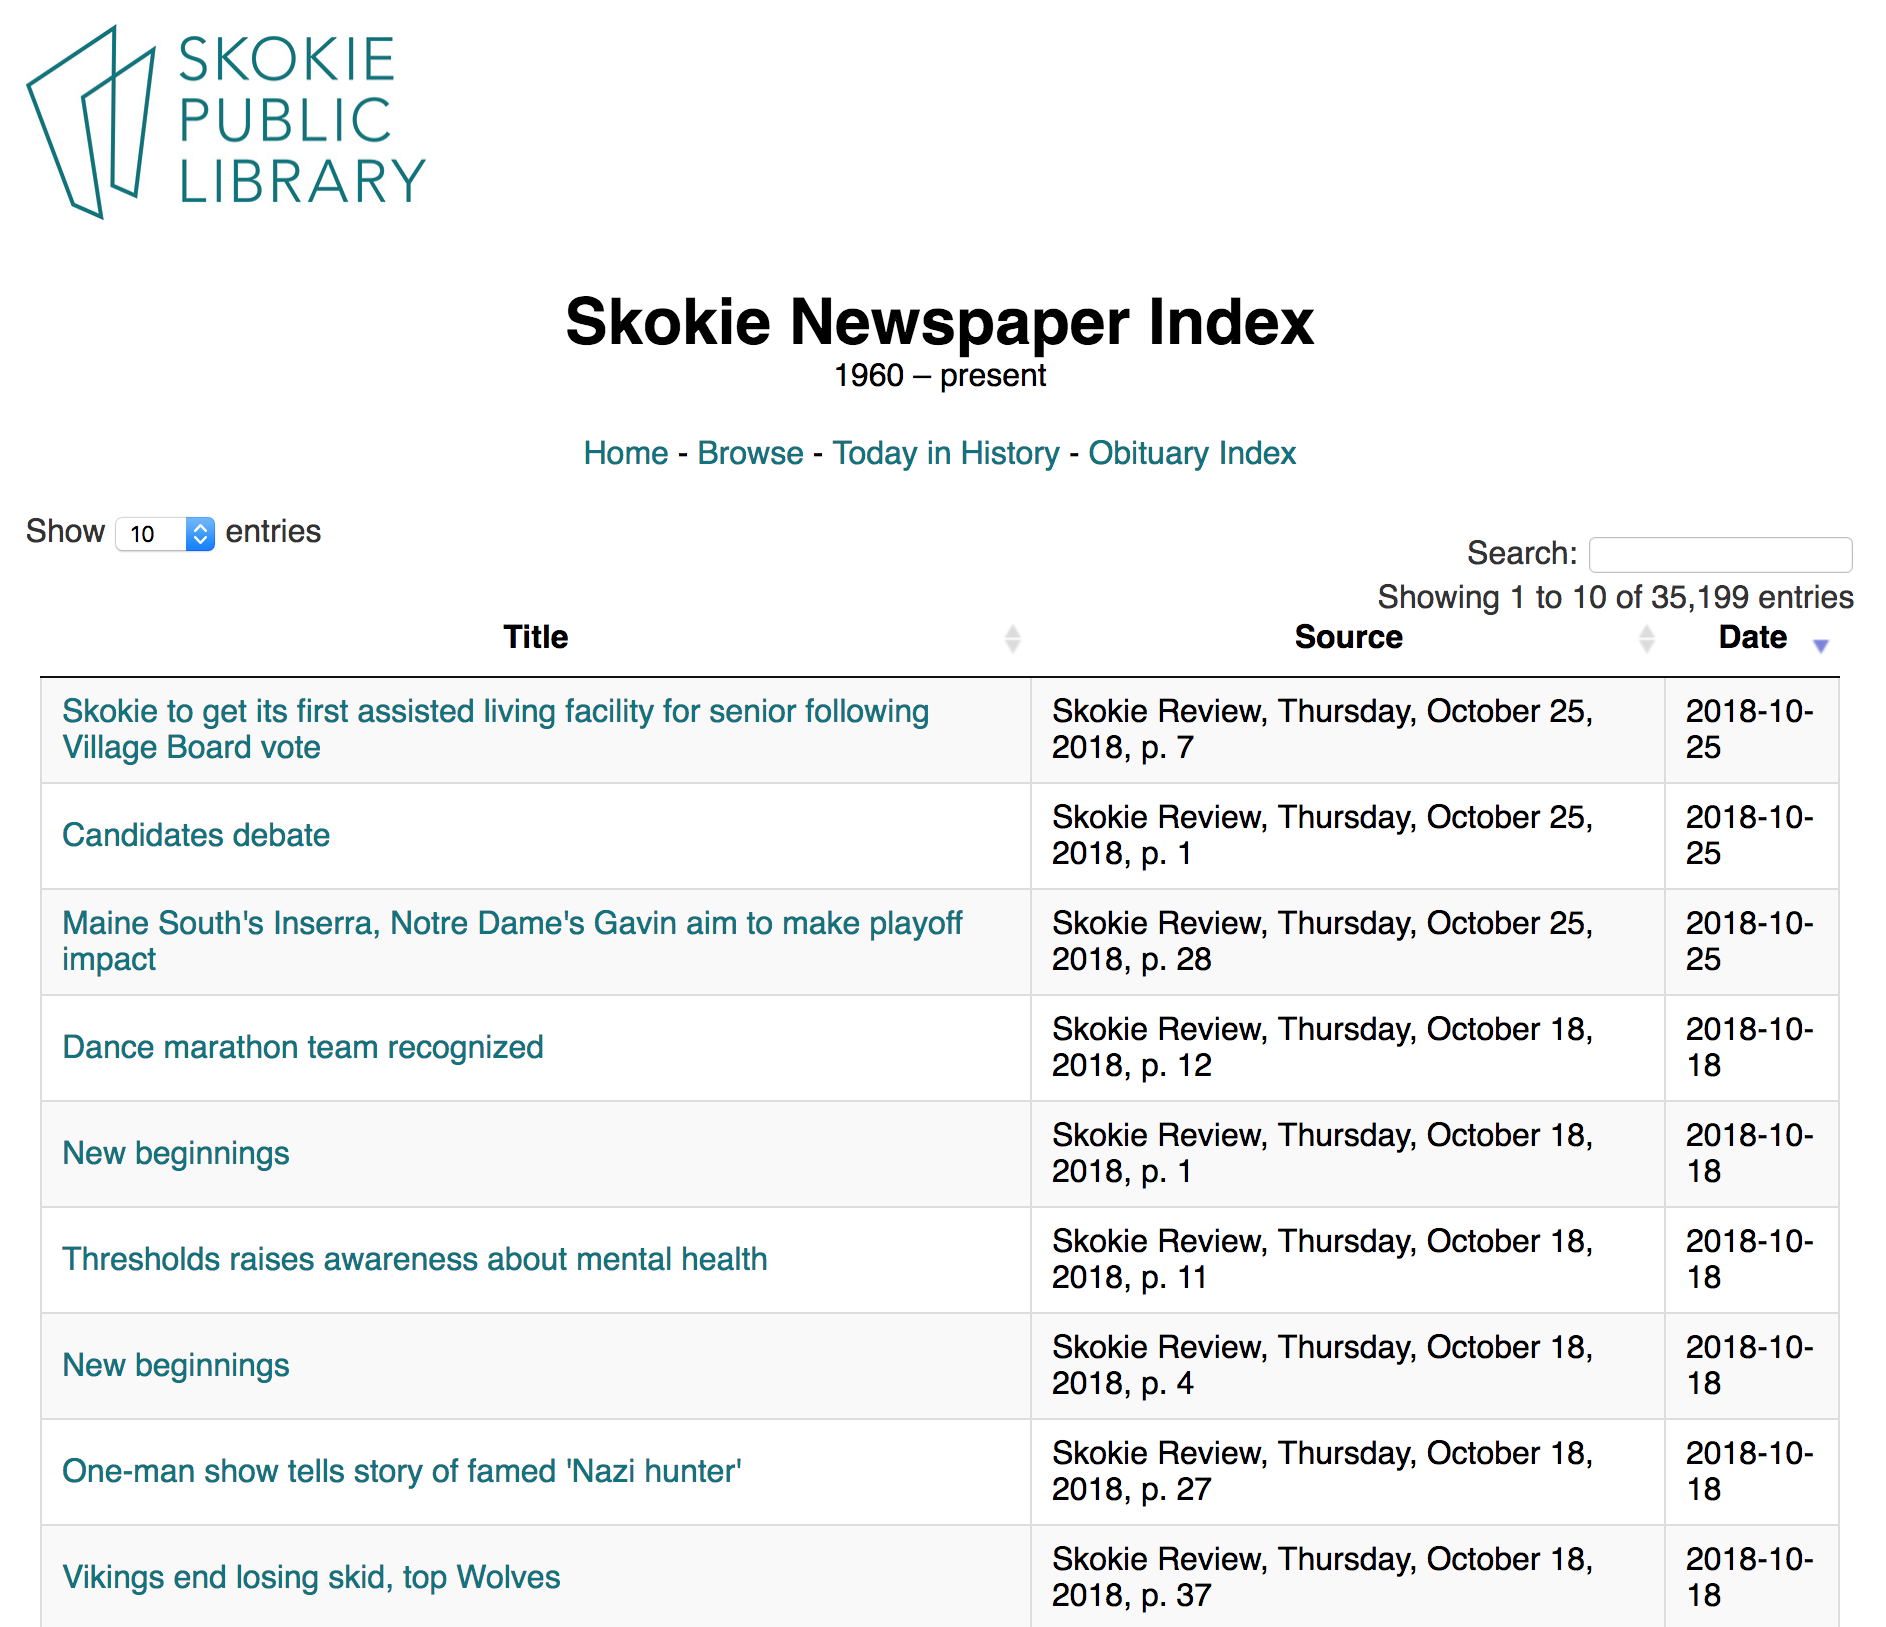 SKOKIE
PUBLIC
LIBRARY
Skokie Newspaper Index
1960 – present
Home - Browse - Today in History - Obituary Index
Show 10 entries
Search:
Showing 1 to 10 of 35,199 entries
Title Source Date
Skokie to get its first assisted living facility for senior following
Village Board vote
Skokie Review, Thursday, October 25,
2018, p. 7
2018-10-
25
Candidates debate
Skokie Review, Thursday, October 25,
2018, p. 1
2018-10-
25
Maine South's Inserra, Notre Dame's Gavin aim to make playoff
impact
Skokie Review, Thursday, October 25,
2018, p. 28
2018-10-
25
Dance marathon team recognized
Skokie Review, Thursday, October 18,
2018, p. 12
2018-10-
18
New beginnings
Skokie Review, Thursday, October 18,
2018, p. 1
2018-10-
18
Thresholds raises awareness about mental health
Skokie Review, Thursday, October 18,
2018, p. 11
2018-10-
18
New beginnings
Skokie Review, Thursday, October 18,
2018, p. 4
2018-10-
18
One-man show tells story of famed 'Nazi hunter'
Skokie Review, Thursday, October 18,
2018, p. 27
2018-10-
18
Vikings end losing skid, top Wolves
Skokie Review, Thursday, October 18,
2018, p. 37
2018-10-
18